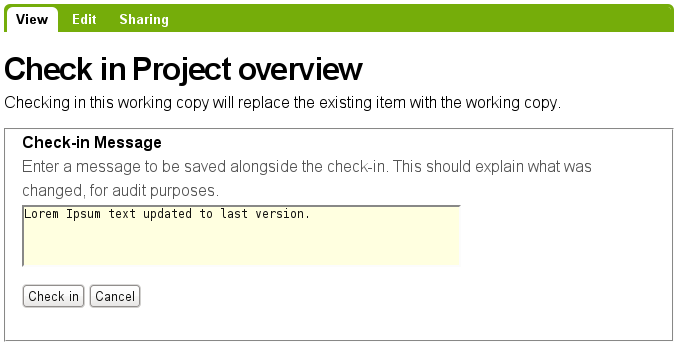 View Edit Sharing
Check in Project overview
Checking in this working copy will replace the existing item with the working copy.
Check-in Message
Enter a message to be saved alongside the check-in. This should explain what was
changed, for audit purposes.
Lorem Ipsum text updated to last version.
Check in Cancel